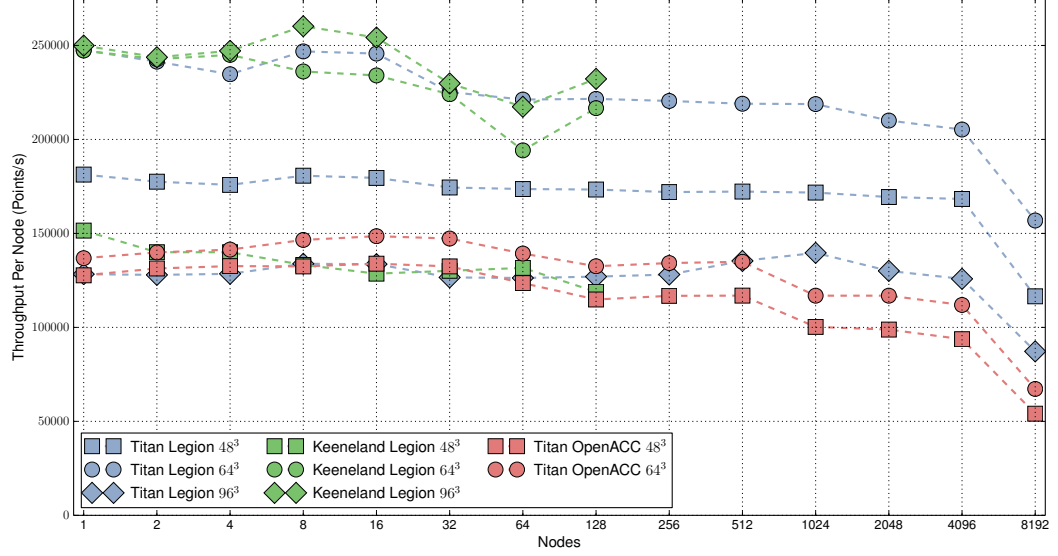 Throughput Per Node (Points/s)
250000
200000
150000
100000
50000
0
Titan Legion 48³ Keeneland Legion 48³ Titan OpenACC 48³
Titan Legion 64³ Keeneland Legion 64³ Titan OpenACC 64³
Titan Legion 96³ Keeneland Legion 96³
1 2 4 8 16 32 64 128 256 512 1024 2048 4096 8192
Nodes